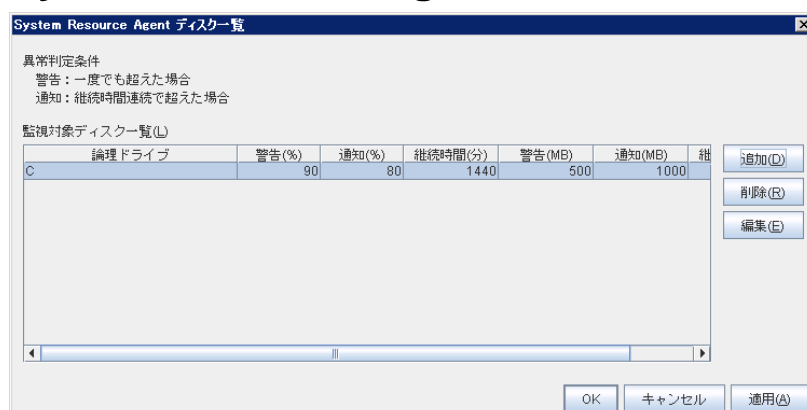 System Resource Agent ディスク一覧
異常判定条件
警告：一度でも超えた場合
通知：継続時間連続で超えた場合
監視対象ディスク一覧(L)
論理ドライブ 警告(%) 通知(%) 継続時間(分) 警告(MB) 通知(MB) 継
C 90 80 1440 500 1000
追加(D)
削除(R)
編集(E)
OK キャンセル 適用(A)